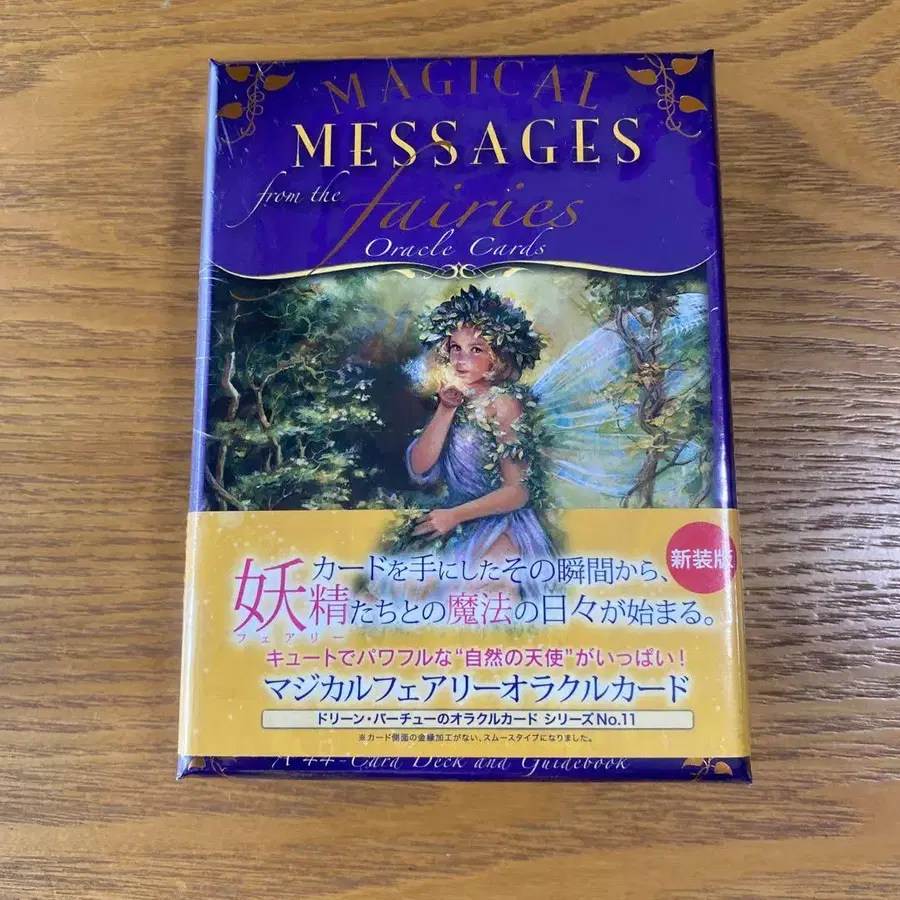 MAGICAL
MESSAGES
from the fairies
Oracle Cards
新装版
カードを手にしたその瞬間から、
妖精たちとの魔法の日々が始まる。
フェアリー
キュートでパワフルな“自然の天使”がいっぱい!
マジカルフェアリーオラクルカード
ドリーン・バーチューのオラクルカード シリーズNo.11
※カード側面の金縁加工がない、スムースタイプになりました。
A 44-Card Deck and Guidebook